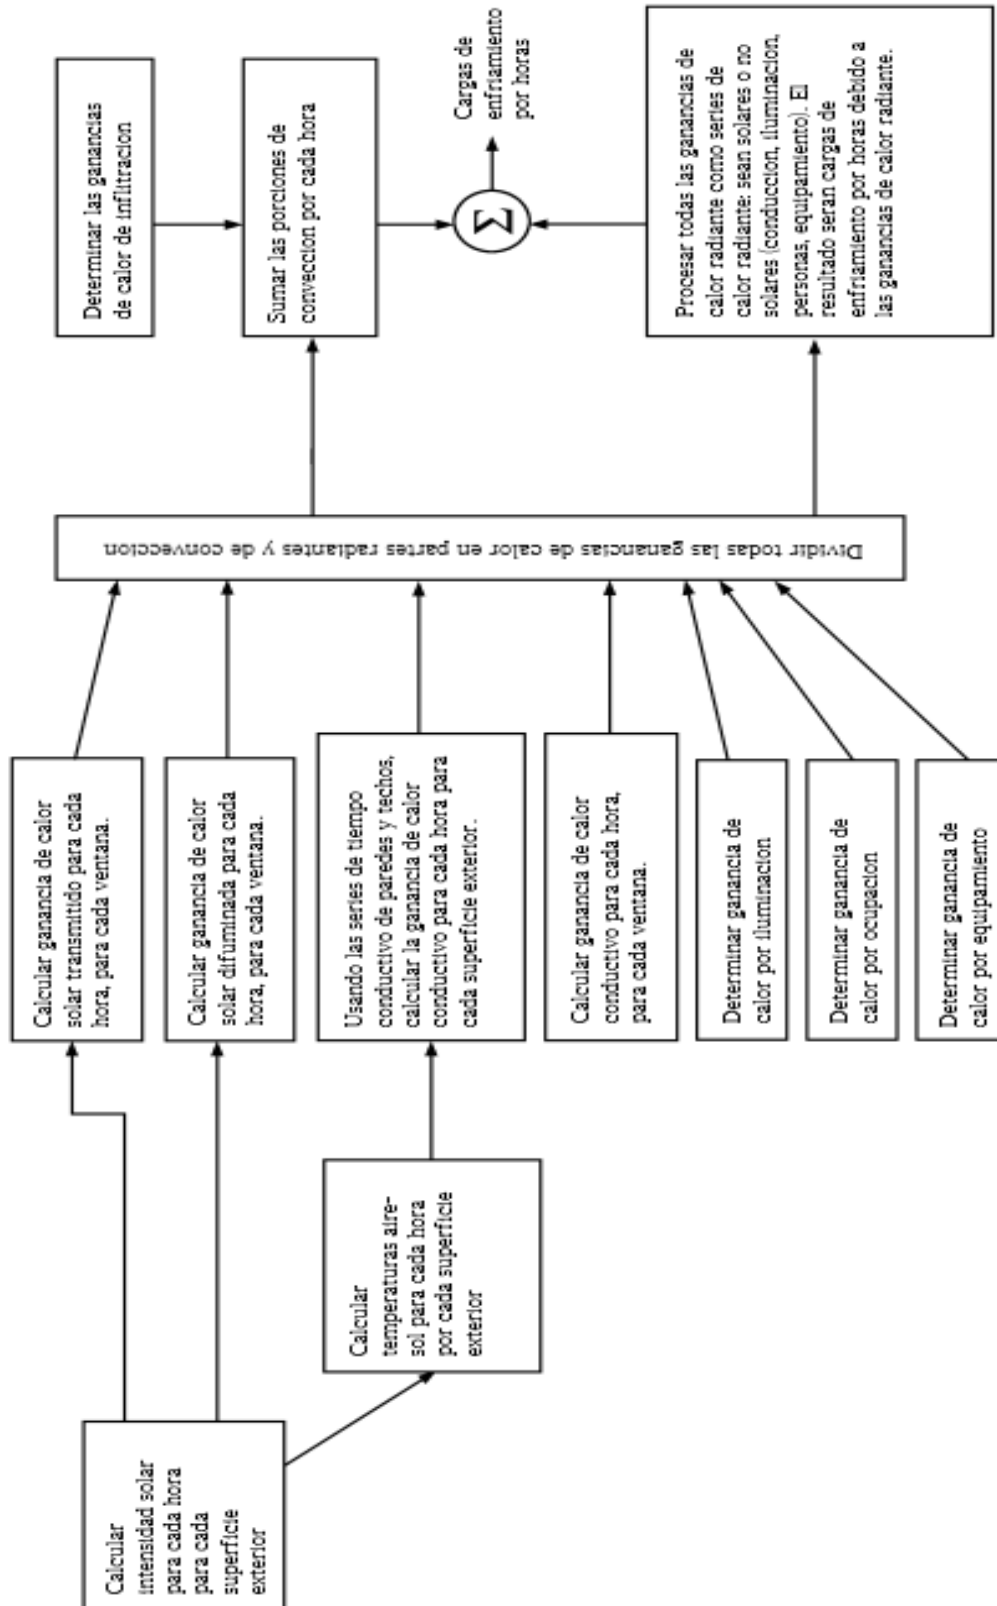 Calcular
intensidad solar
para cada hora
para cada
superficie
exterior
Calcular
temperaturas aire-
sol para cada hora
por cada superficie
exterior
Calcular ganancia de calor
solar transmitido para cada
hora, para cada ventana.
Calcular ganancia de calor
solar difuminada para cada
hora, para cada ventana.
Usando las series de tiempo
conductivo de paredes y techos,
calcular la ganancia de calor
conductivo para cada hora para
cada superficie exterior.
Calcular ganancia de calor
conductivo para cada hora,
para cada ventana.
Determinar ganancia de
calor por iluminacion
Determinar ganancia de
calor por ocupacion
Determinar ganancia de
calor por equipamiento
Dividir todas las ganancias de calor en partes radiantes y de conveccion
Determinar las ganancias
de calor de infiltracion
Sumar las porciones de
conveccion por cada hora
Σ
Cargas de
enfriamiento
por horas
Procesar todas las ganancias de
calor radiante como series de
calor radiante: sean solares o no
solares (conduccion, iluminacion,
personas, equipamiento). El
resultado seran cargas de
enfriamiento por horas debido a
las ganancias de calor radiante.